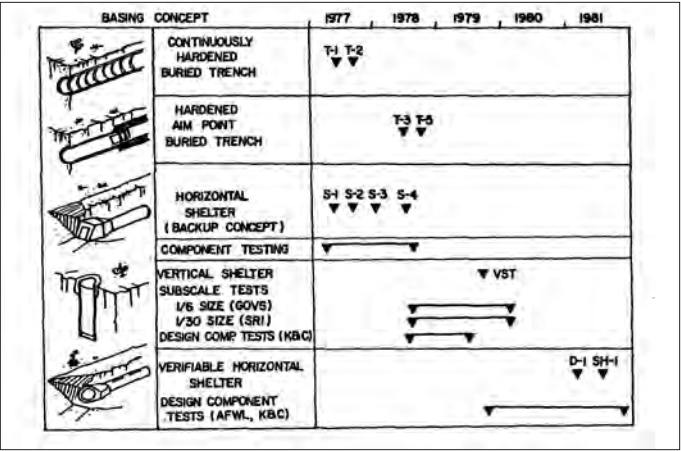 BASING CONCEPT 1977 1978 1979 1980 1981
CONTINUOUSLY
HARDENED
BURIED TRENCH
T-1 T-2
HARDENED
AIM POINT
BURIED TRENCH
T-3 T-5
HORIZONTAL
SHELTER
(BACKUP CONCEPT)
S-1 S-2 S-3 S-4
COMPONENT TESTING
VERTICAL SHELTER
VST
SUBSCALE TESTS
1/6 SIZE (GOVS)
1/30 SIZE (SRI)
DESIGN COMP. TESTS (K&C)
VERIFIABLE HORIZONTAL
SHELTER
D-1 SH-1
DESIGN COMPONENT
TESTS (AFWL, K&C)